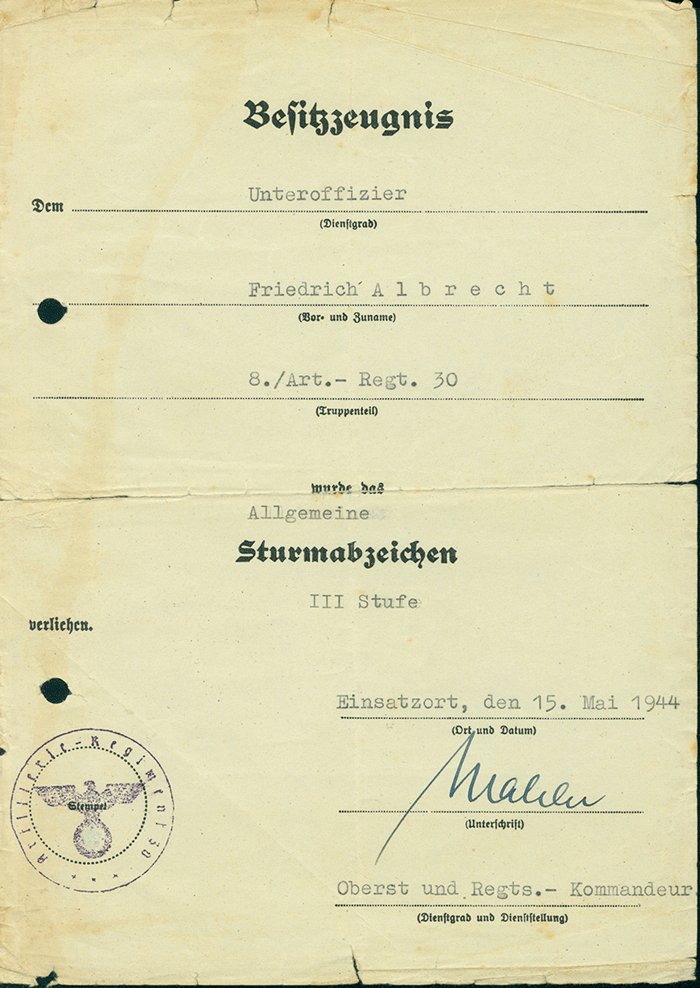 Besitzzeugnis
Dem Unteroffizier
(Dienstgrad)
Friedrich Albrecht
(Vor- und Zuname)
8./Art.- Regt. 30
(Truppenteil)
wurde das
Allgemeine
Sturmabzeichen
III Stufe
verliehen.
Einsatzort, den 15. Mai 1944
(Ort und Datum)
(Unterschrift)
Oberst und Regts.- Kommandeur.
(Dienstgrad und Dienststellung)
Artillerie-Regiment 30
Stempel